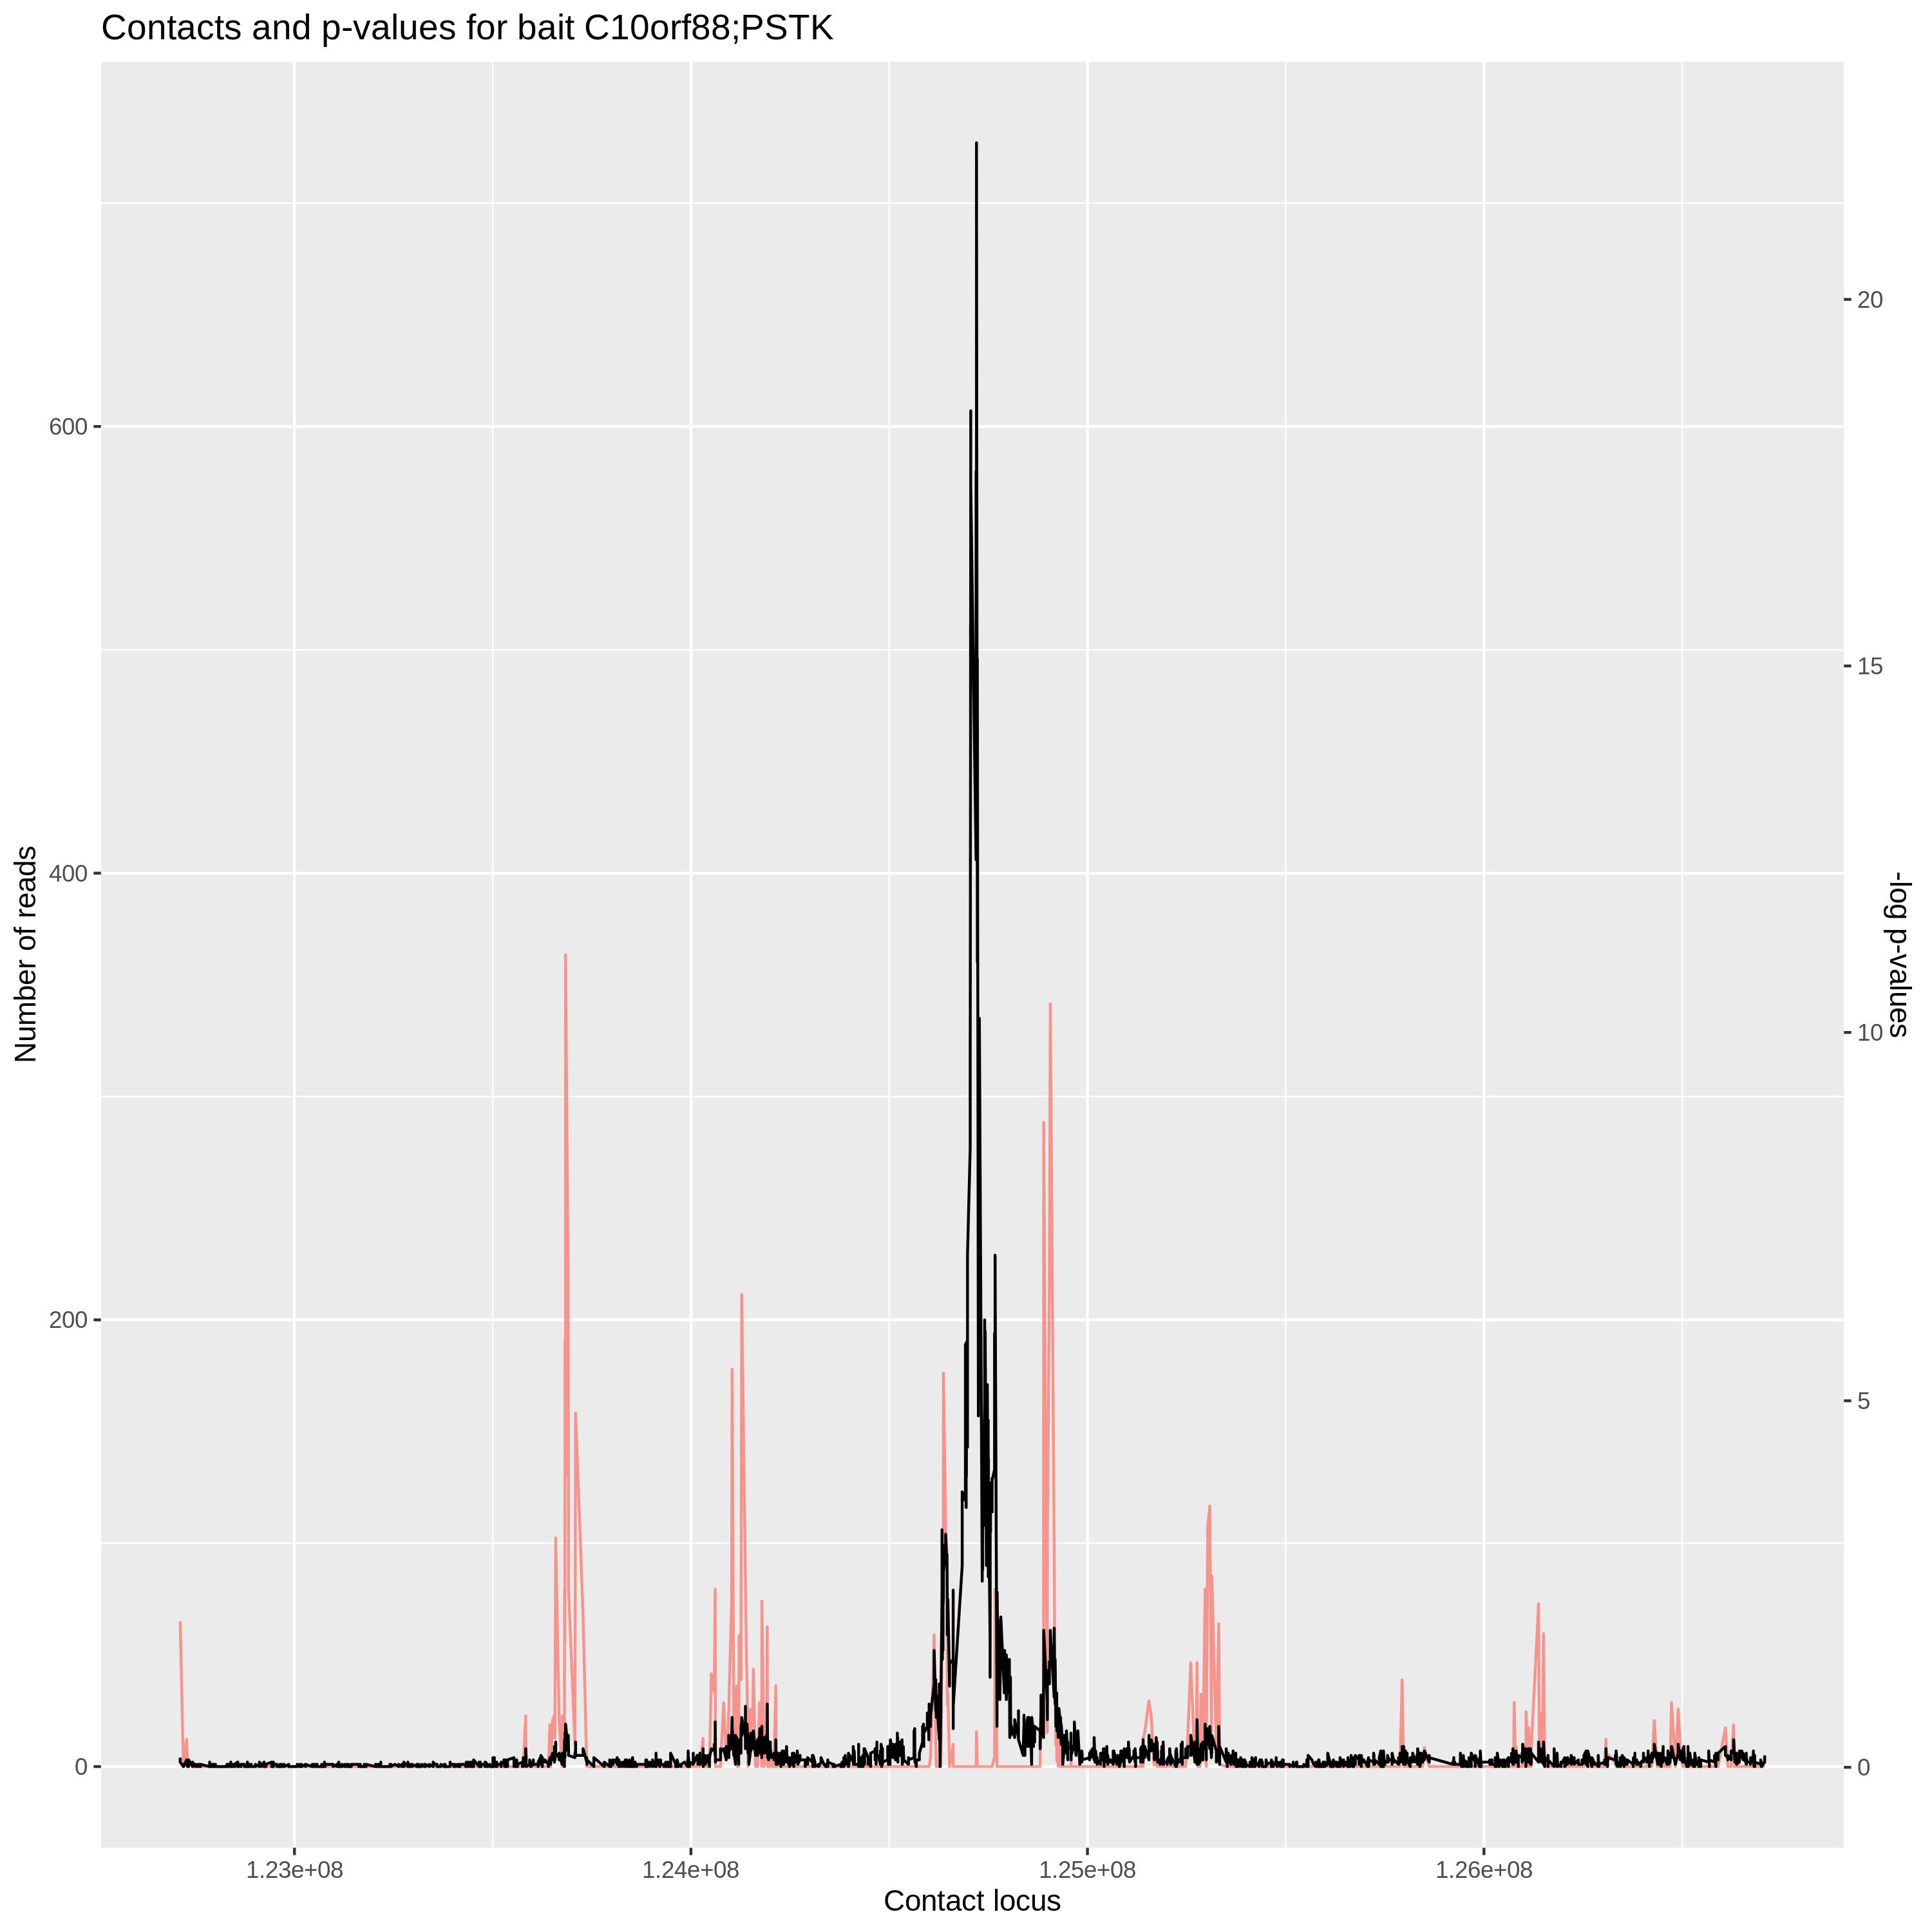 Contacts and p-values for bait C10orf88;PSTK
Number of reads
600
400
200
0
20
15
10
5
0
-log p-values
1.23e+08
1.24e+08
1.25e+08
1.26e+08
Contact locus